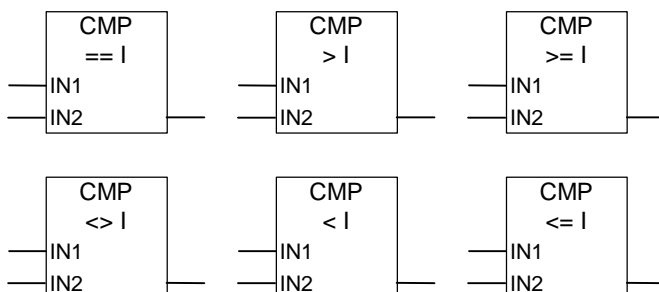 CMP
== I
IN1
IN2
CMP
> I
IN1
IN2
CMP
>= I
IN1
IN2
CMP
<> I
IN1
IN2
CMP
< I
IN1
IN2
CMP
<= I
IN1
IN2